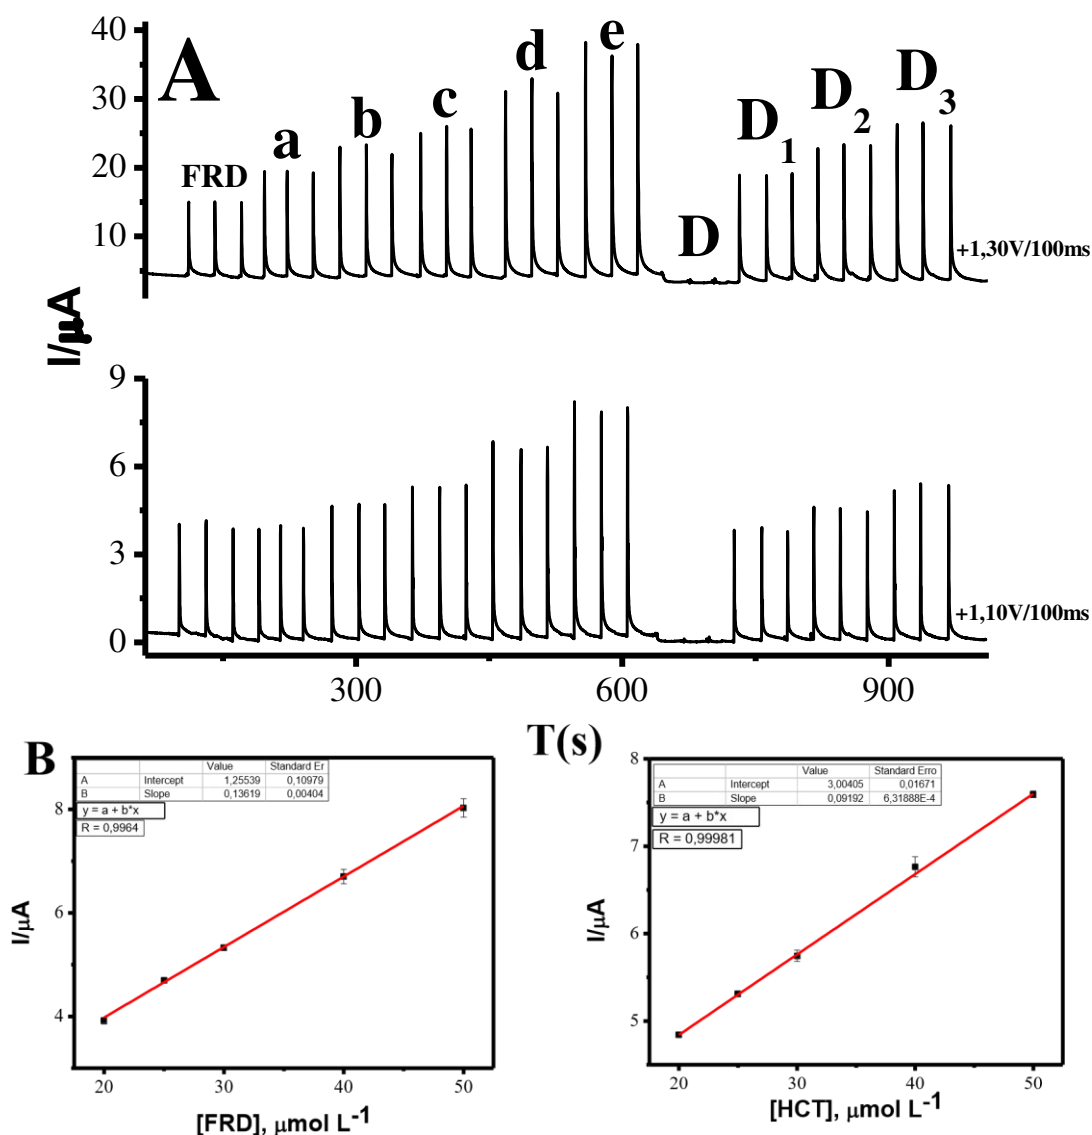 A
40
30
20
10
FRD
a
b
c
d
e
D
D1
D2
D3
+1,30V/100ms
I/μA
9
6
3
0
+1,10V/100ms
300 600 900
T(s)
B
Value Standard Er
A Intercept 1,25539 0,10979
B Slope 0,13619 0,00404
y = a + b*x
R = 0,9964
8
6
4
I/μA
20 30 40 50
[FRD], μmol L-1
Value Standard Erro
A Intercept 3,00405 0,01671
B Slope 0,09192 6,31888E-4
y = a + b*x
R = 0,99981
8
7
6
5
I/μA
20 30 40 50
[HCT], μmol L-1